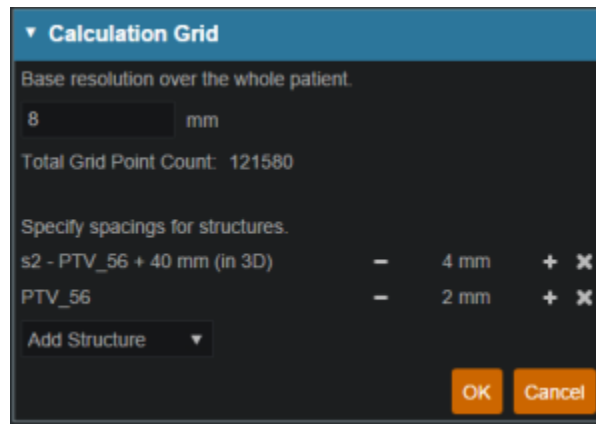 Calculation Grid
Base resolution over the whole patient.
8 mm
Total Grid Point Count: 121580
Specify spacings for structures.
s2 - PTV_56 + 40 mm (in 3D) − 4 mm + ✖
PTV_56 − 2 mm + ✖
Add Structure
OK Cancel